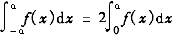 ∫_{-a}^{a} f(x)dx = 2∫_{0}^{a} f(x)dx